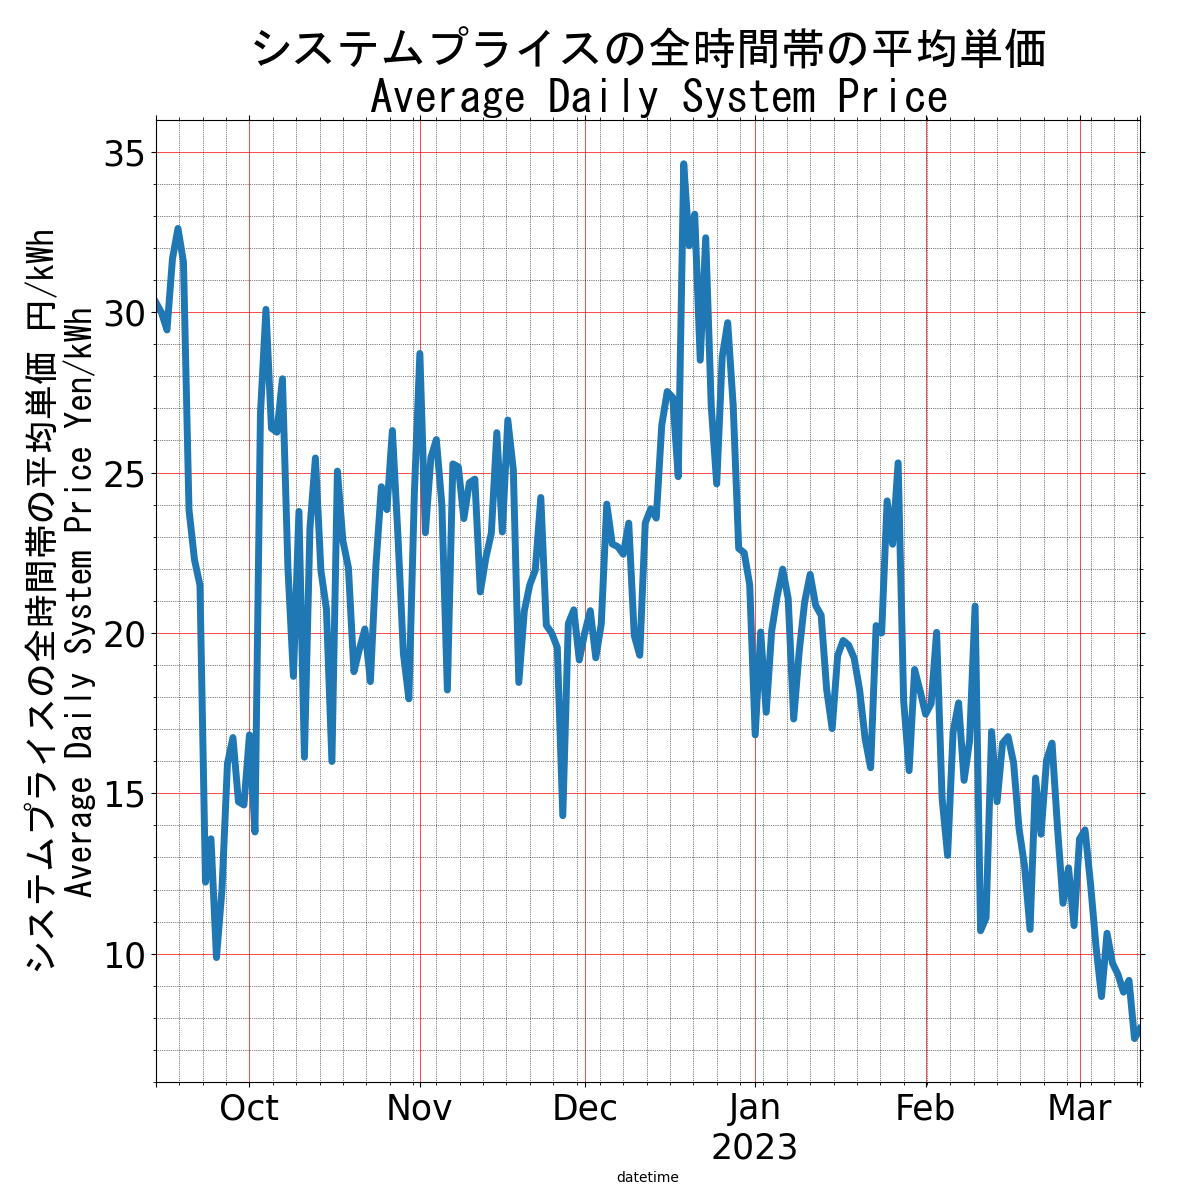 システムプライスの全時間帯の平均単価
Average Daily System Price
システムプライスの全時間帯の平均単価 円/kWh
Average Daily System Price Yen/kWh
35
30
25
20
15
10
Oct
Nov
Dec
Jan
2023
Feb
Mar
datetime